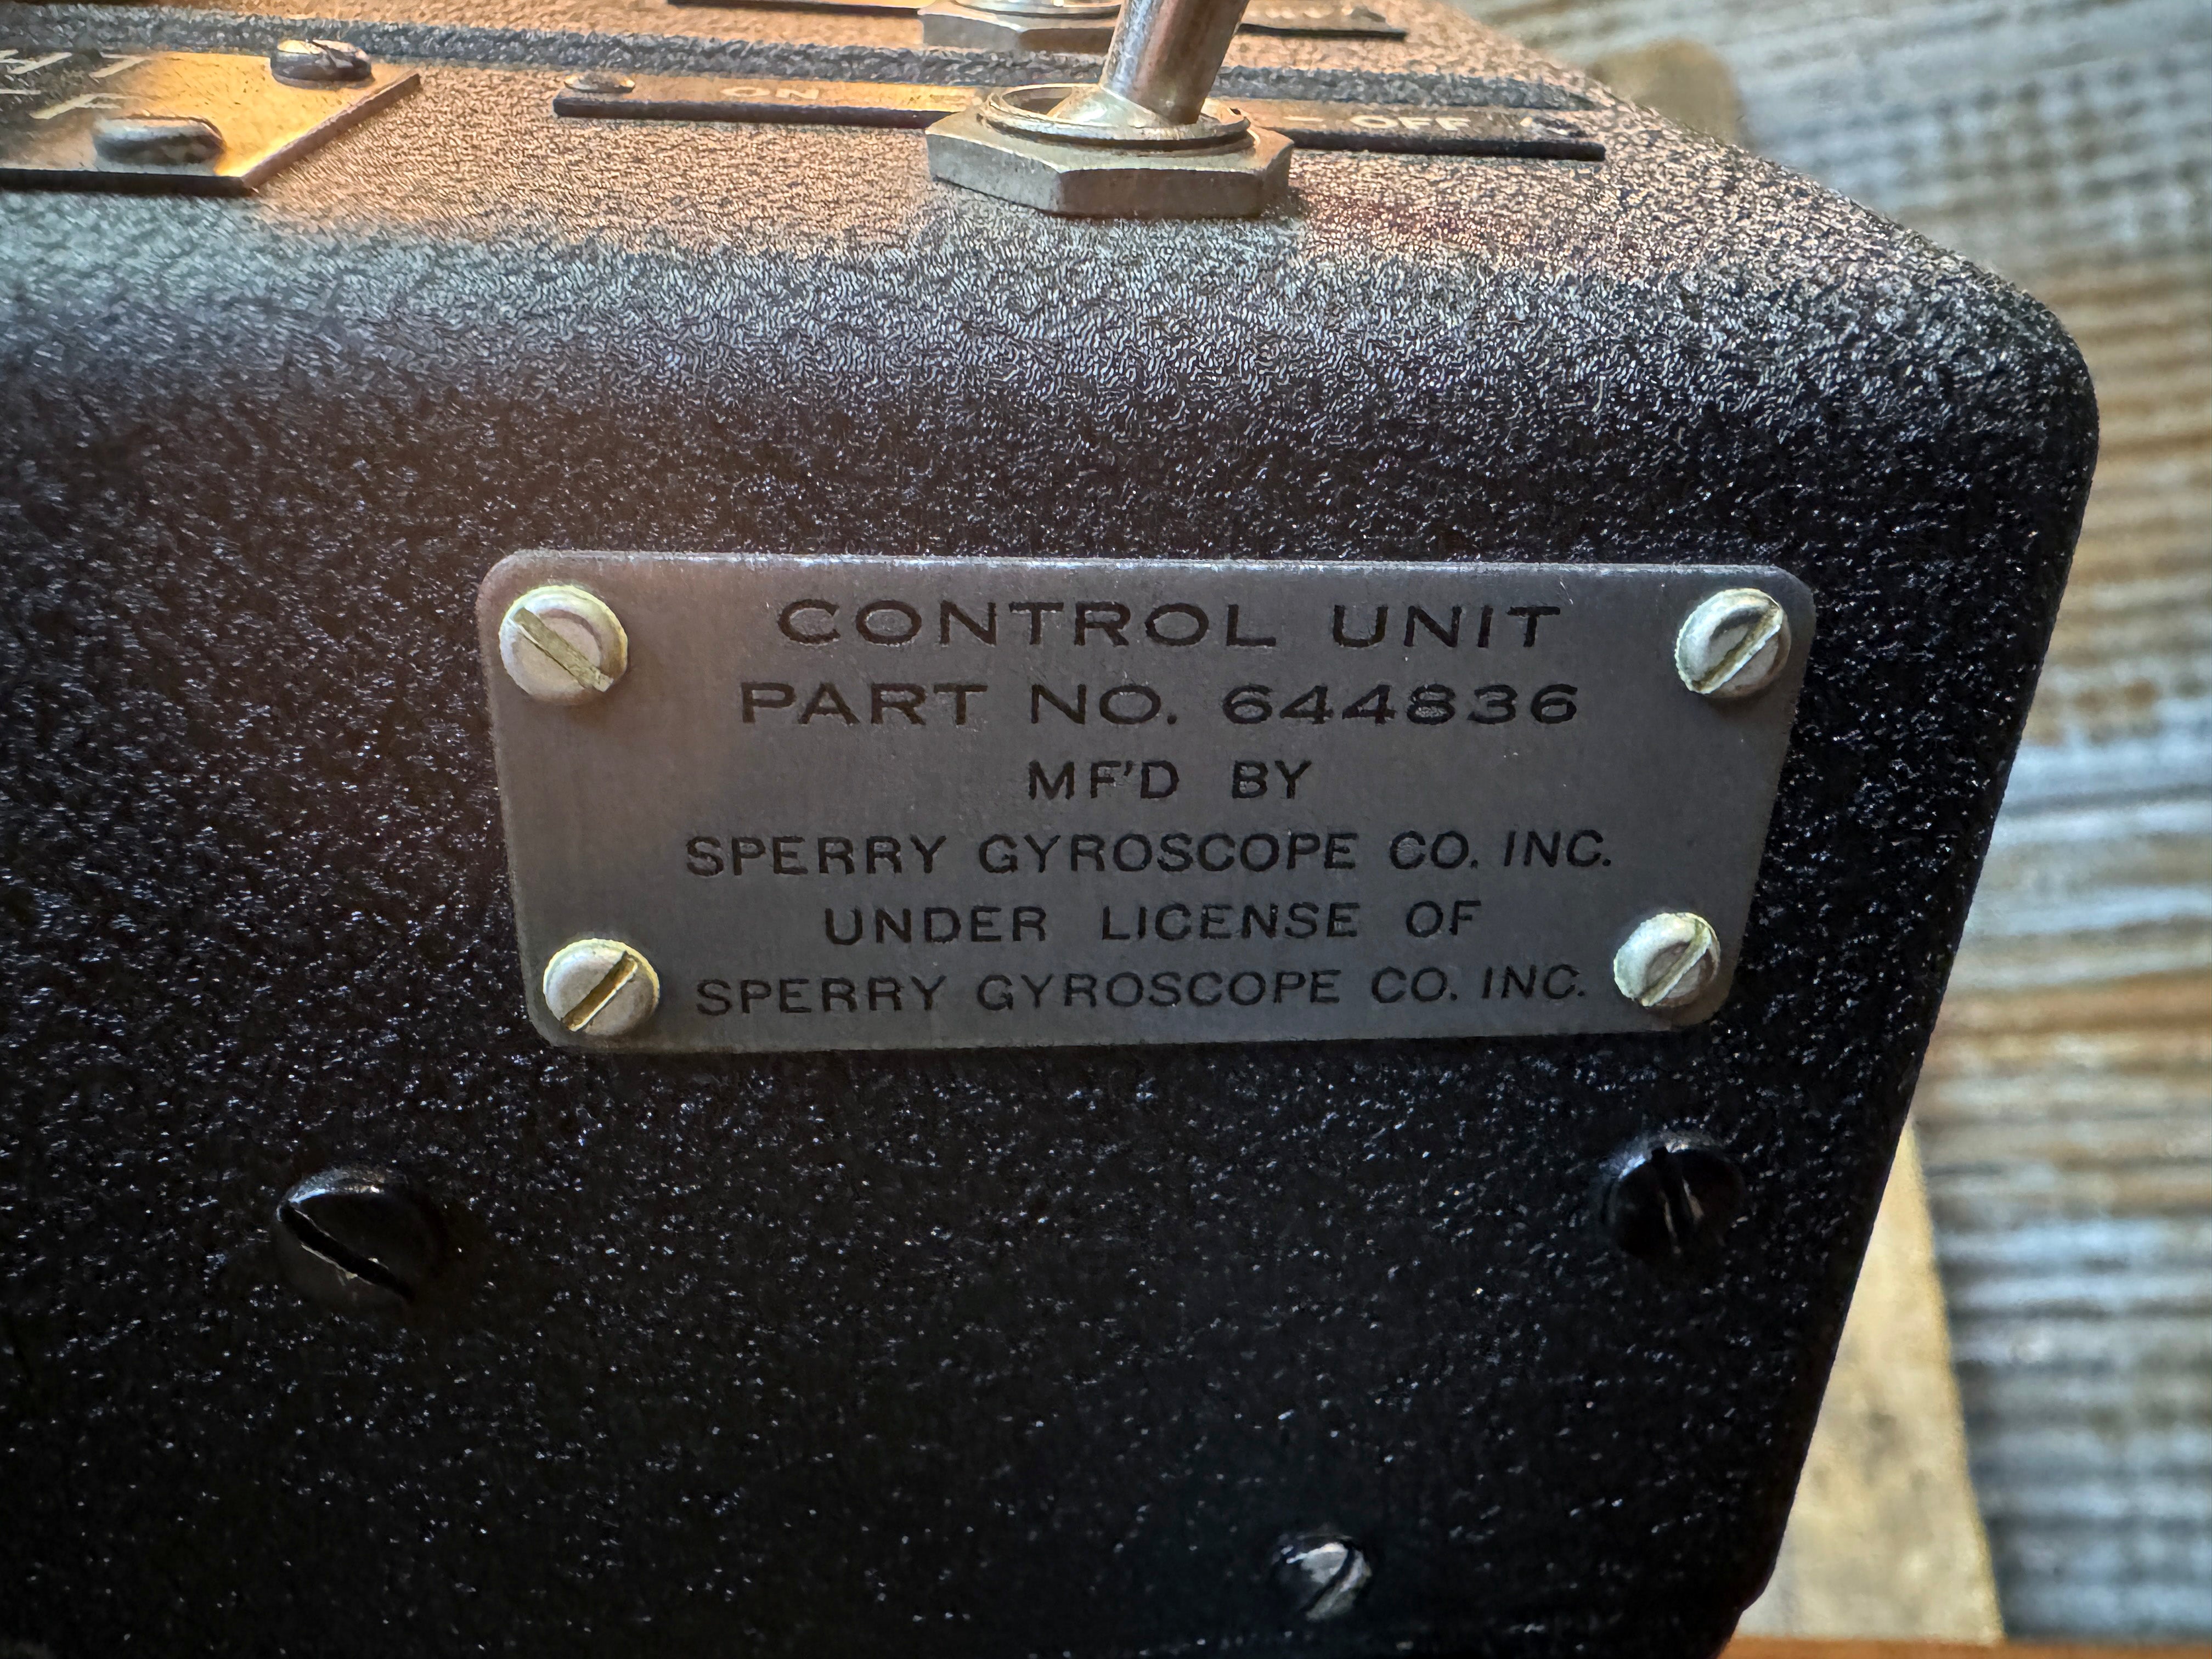 ON - OFF
CONTROL UNIT
PART NO. 644836
MF'D BY
SPERRY GYROSCOPE CO. INC.
UNDER LICENSE OF
SPERRY GYROSCOPE CO. INC.